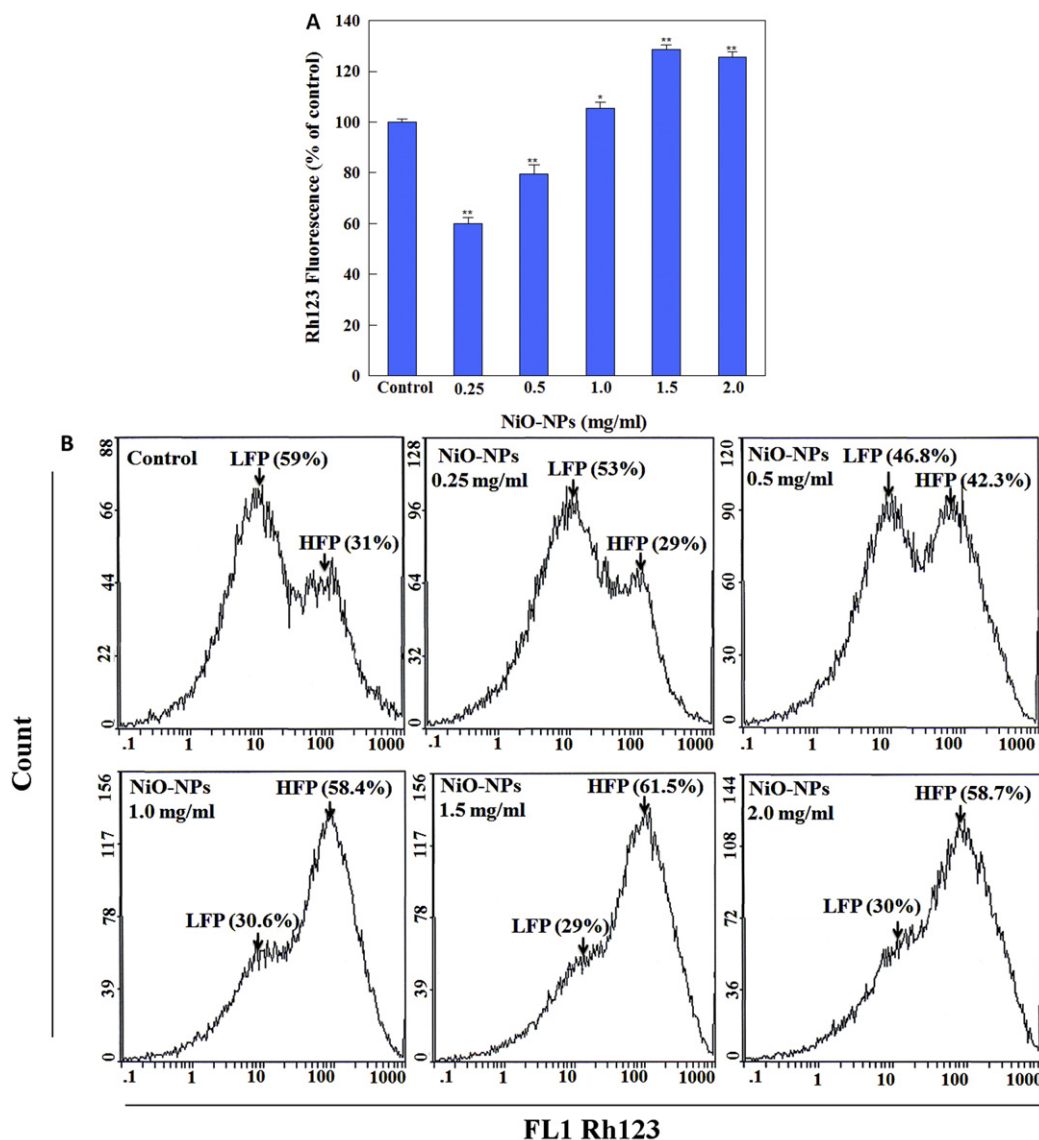 A
Rh123 Fluorescence (% of control)
140
120
100
80
60
40
20
0
**
**
*
**
**
Control 0.25 0.5 1.0 1.5 2.0
NiO-NPs (mg/ml)
B
Count
Control
LFP (59%)
HFP (31%)
88
66
44
22
0
.1 1 10 100 1000
NiO-NPs
0.25 mg/ml
LFP (53%)
HFP (29%)
128
96
64
32
0
.1 1 10 100 1000
NiO-NPs
0.5 mg/ml
LFP (46.8%)
HFP (42.3%)
120
90
60
30
0
.1 1 10 100 1000
NiO-NPs
1.0 mg/ml
HFP (58.4%)
LFP (30.6%)
156
117
78
39
0
.1 1 10 100 1000
NiO-NPs
1.5 mg/ml
HFP (61.5%)
LFP (29%)
156
117
78
39
0
.1 1 10 100 1000
NiO-NPs
2.0 mg/ml
HFP (58.7%)
LFP (30%)
144
108
72
36
0
.1 1 10 100 1000
FL1 Rh123